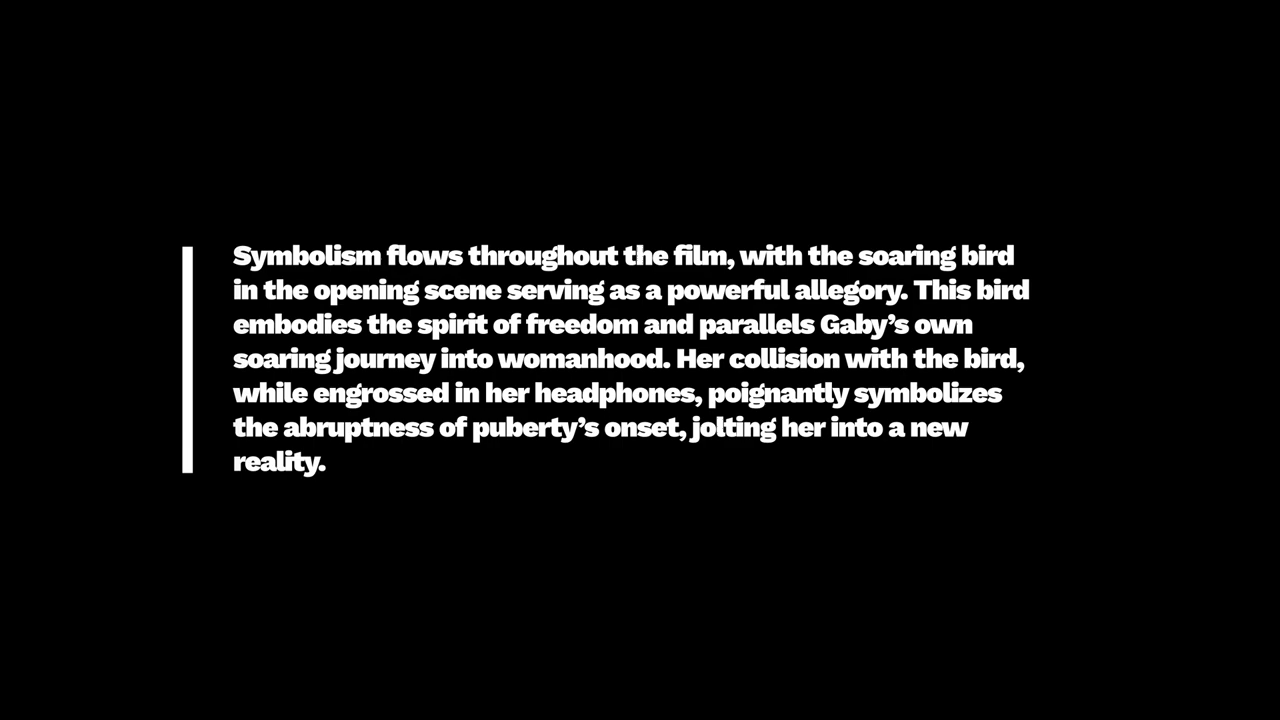 Symbolism flows throughout the film, with the soaring bird
in the opening scene serving as a powerful allegory. This bird
embodies the spirit of freedom and parallels Gaby’s own
soaring journey into womanhood. Her collision with the bird,
while engrossed in her headphones, poignantly symbolizes
the abruptness of puberty’s onset, jolting her into a new
reality.